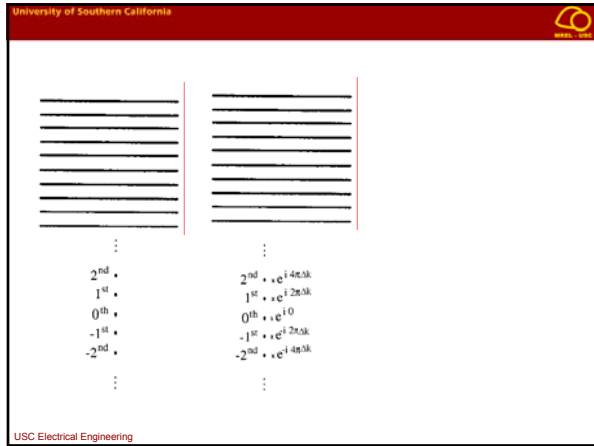 University of Southern California
MREL - USC
⋮
2nd •
1st •
0th •
-1st •
-2nd •
⋮
⋮
2nd • ×e^i 4πΔk
1st • ×e^i 2πΔk
0th • ×e^i 0
-1st • ×e^-i 2πΔk
-2nd • ×e^-i 4πΔk
⋮
USC Electrical Engineering